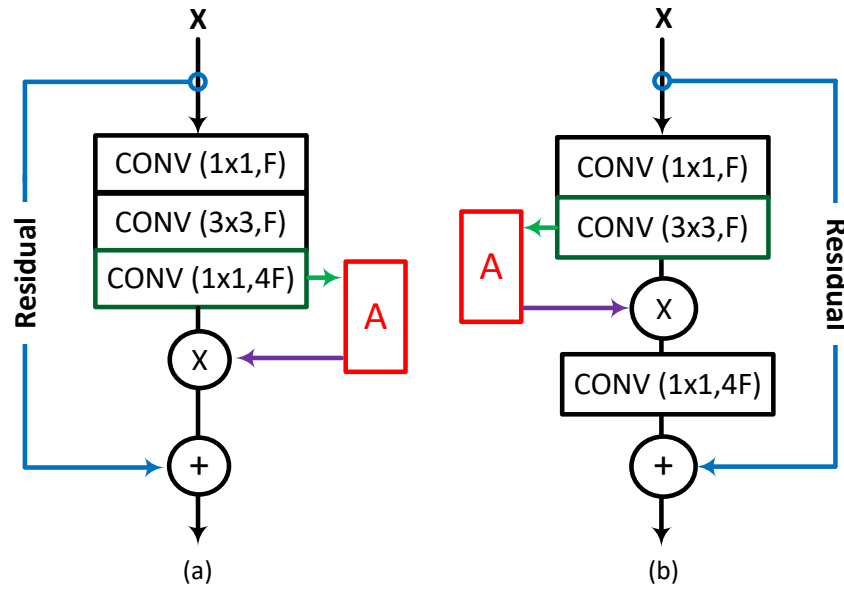 X
CONV (1x1,F)
CONV (3x3,F)
CONV (1x1,4F)
A
X
+
Residual
(a)
X
CONV (1x1,F)
CONV (3x3,F)
A
X
CONV (1x1,4F)
+
Residual
(b)